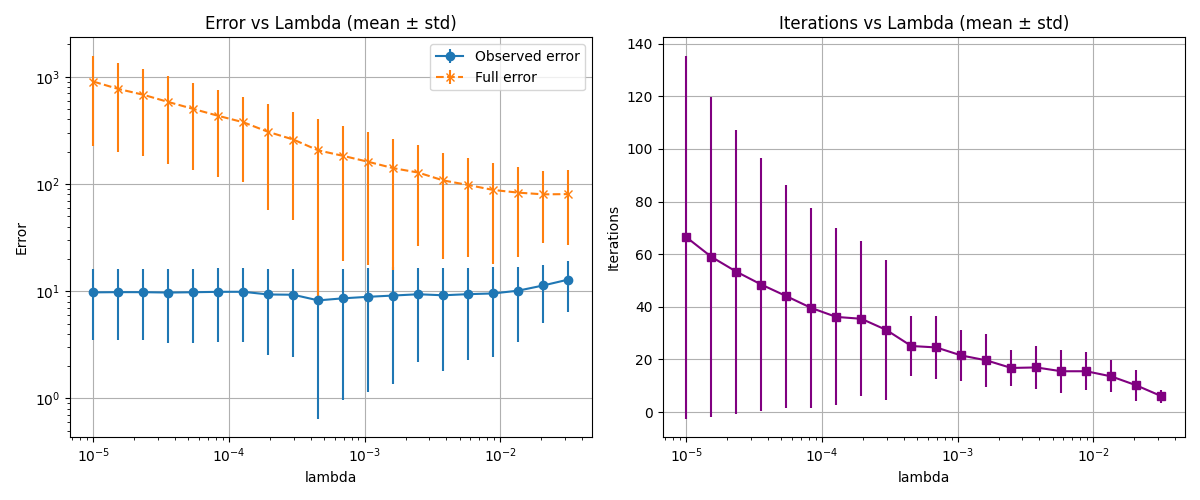 Error vs Lambda (mean ± std)
Observed error
Full error
10³
10²
10¹
10⁰
Error
10⁻⁵
10⁻⁴
10⁻³
10⁻²
lambda
Iterations vs Lambda (mean ± std)
140
120
100
80
60
40
20
0
Iterations
10⁻⁵
10⁻⁴
10⁻³
10⁻²
lambda